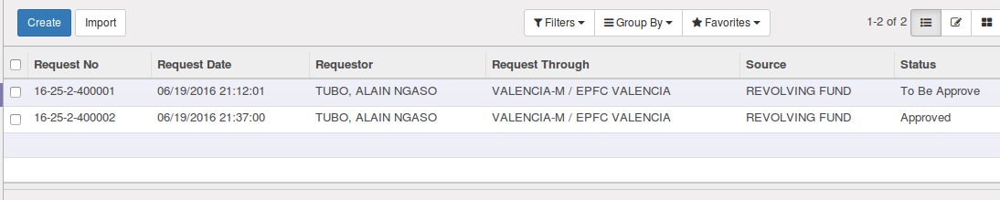 Create Import Filters Group By Favorites 1-2 of 2
Request No Request Date Requestor Request Through Source Status
16-25-2-400001 06/19/2016 21:12:01 TUBO, ALAIN NGASO VALENCIA-M / EPFC VALENCIA REVOLVING FUND To Be Approve
16-25-2-400002 06/19/2016 21:37:00 TUBO, ALAIN NGASO VALENCIA-M / EPFC VALENCIA REVOLVING FUND Approved